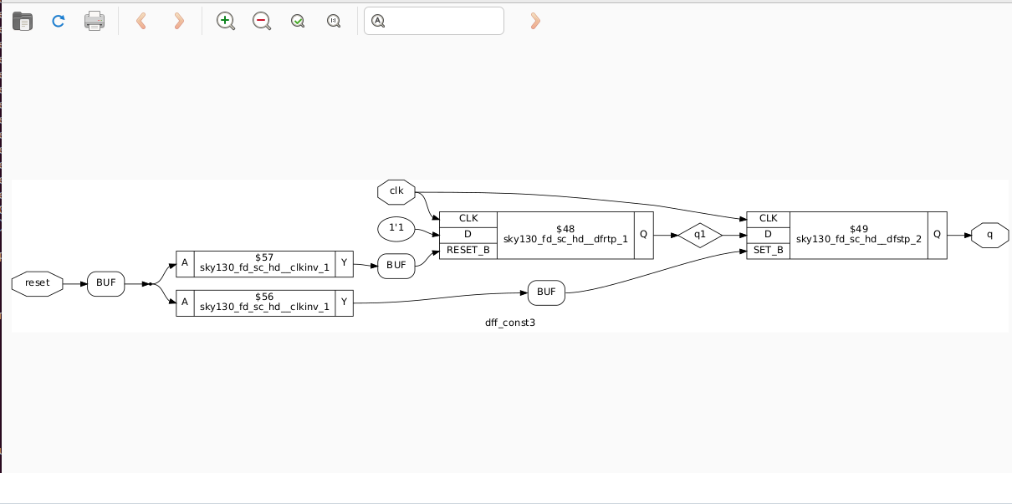 clk
CLK
D
RESET_B
$48
sky130_fd_sc_hd__dfrtp_1
Q
1'1
q1
CLK
D
SET_B
$49
sky130_fd_sc_hd__dfstp_2
Q
q
reset
BUF
A
$57
sky130_fd_sc_hd__clkinv_1
Y
BUF
A
$56
sky130_fd_sc_hd__clkinv_1
Y
BUF
dff_const3